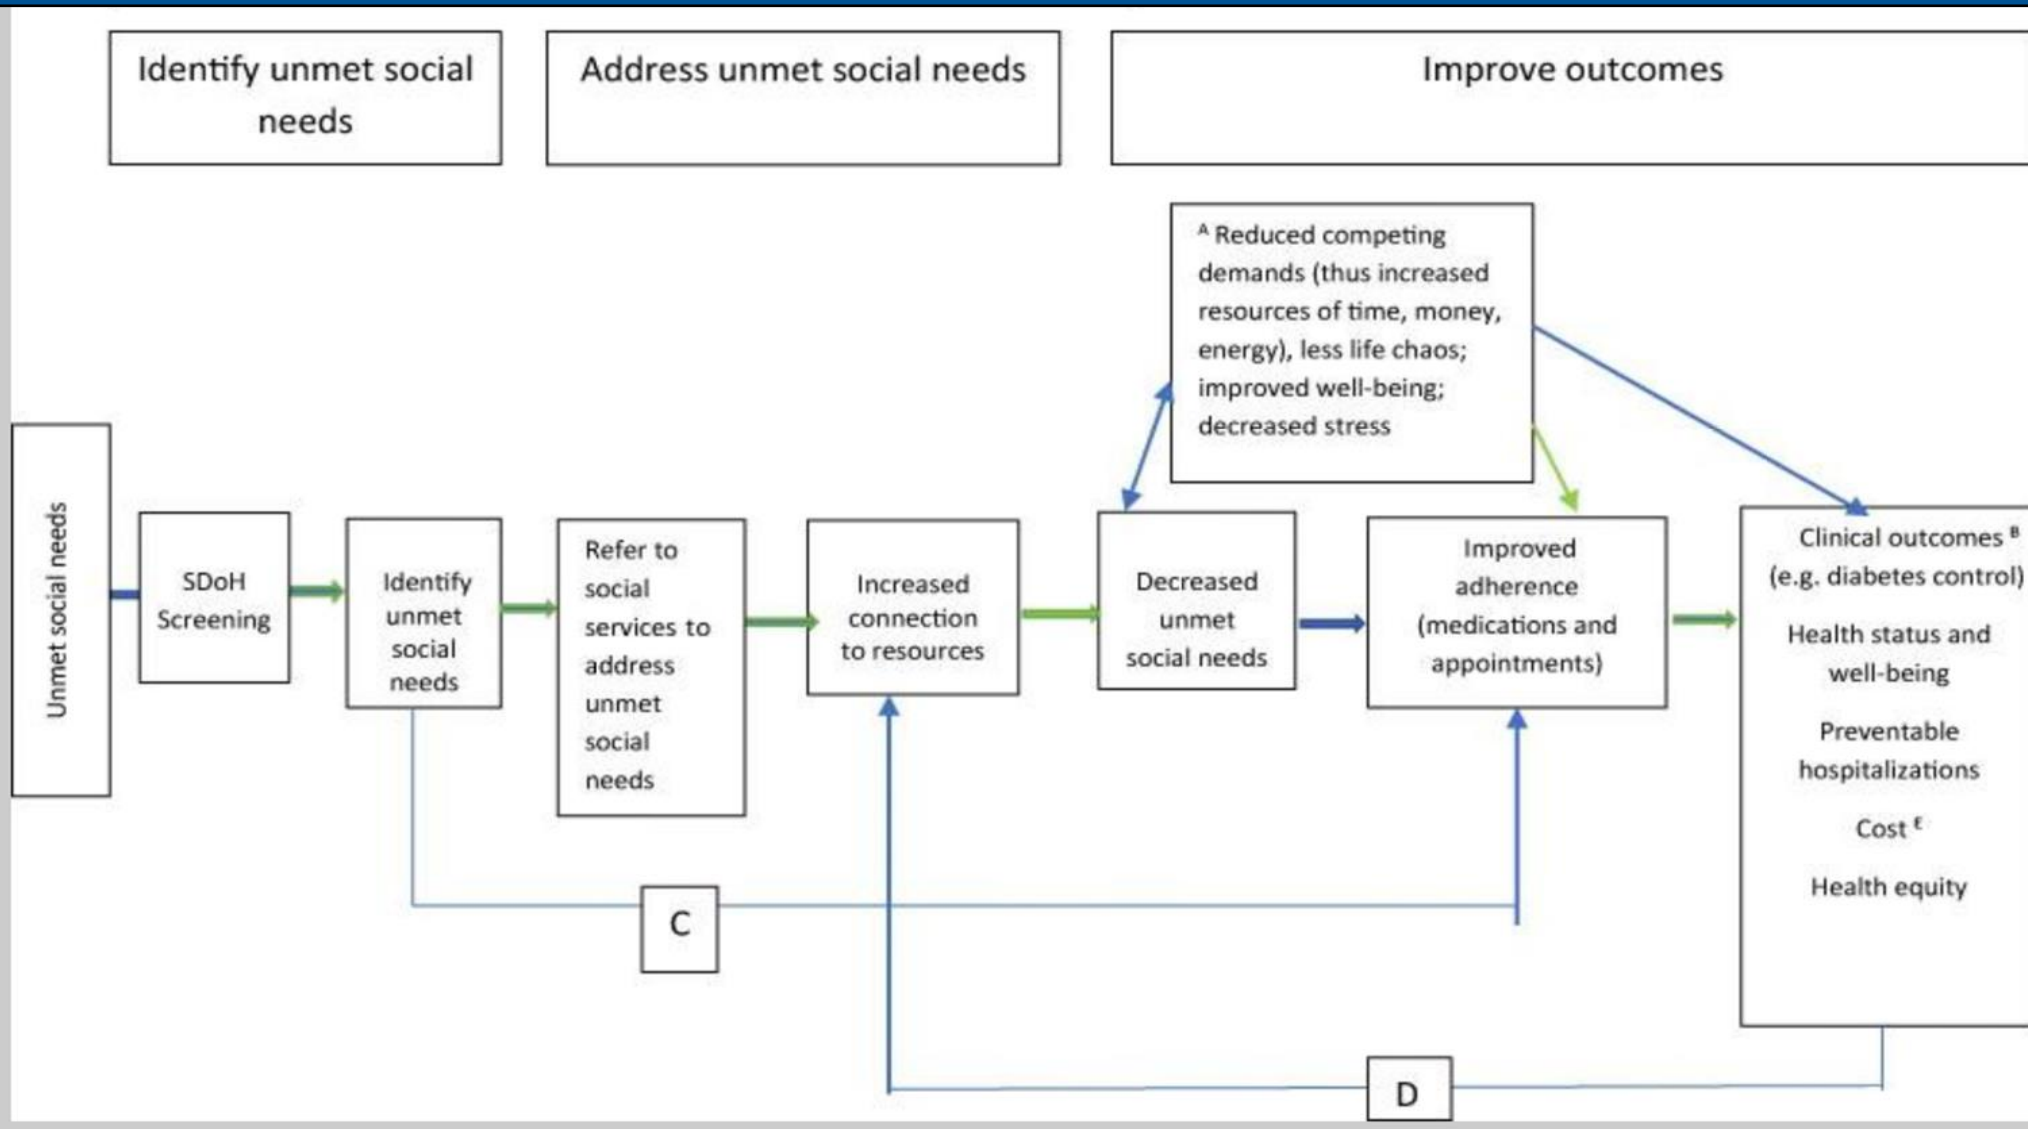 Identify unmet social
needs
Address unmet social needs
Improve outcomes
A Reduced competing
demands (thus increased
resources of time, money,
energy), less life chaos;
improved well-being;
decreased stress
Unmet social needs
SDoH
Screening
Identify
unmet
social
needs
Refer to
social
services to
address
unmet
social
needs
Increased
connection
to resources
Decreased
unmet
social needs
Improved
adherence
(medications and
appointments)
Clinical outcomes B
(e.g. diabetes control)
Health status and
well-being
Preventable
hospitalizations
Cost E
Health equity
C
D